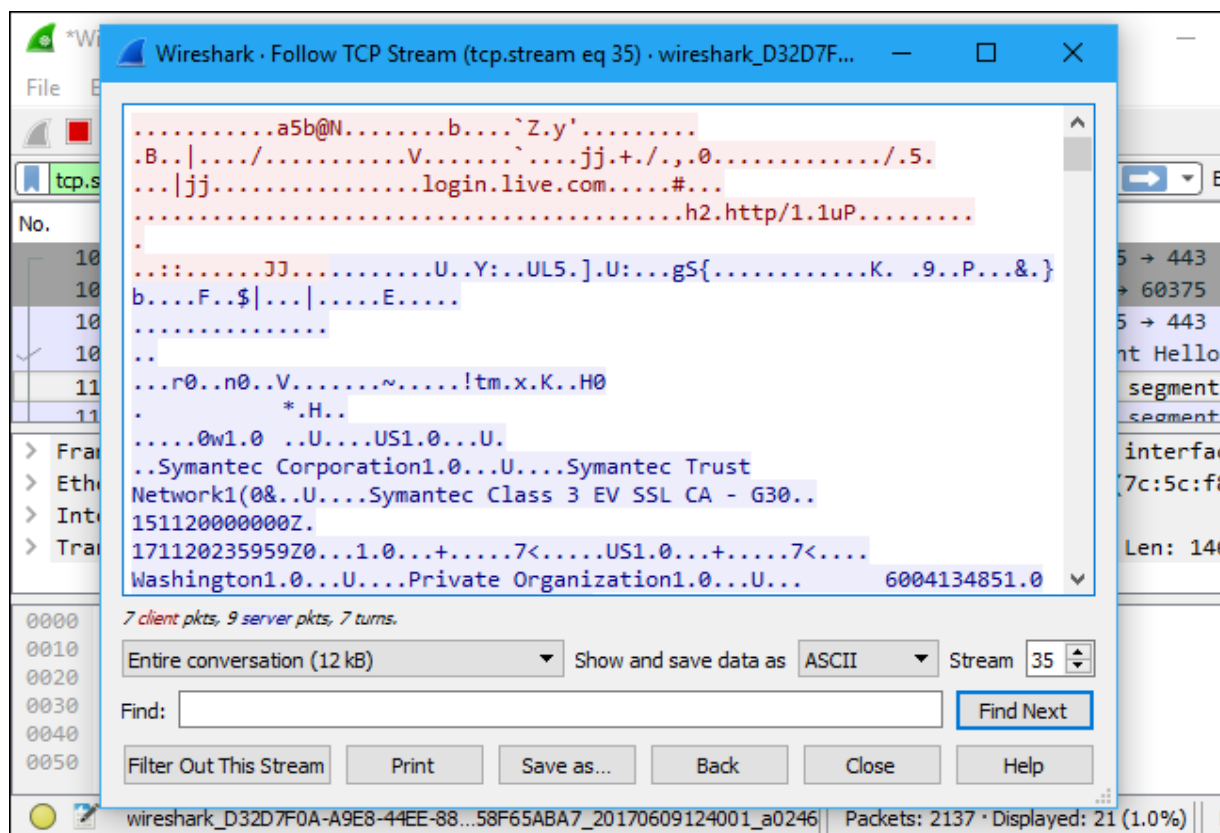 *Wi
Wireshark · Follow TCP Stream (tcp.stream eq 35) · wireshark_D32D7F...
File E
tcp.s
No.
...........a5b@N........b....`Z.y'.........
.B..|..../...........V.......`....jj.+./.,.0............./.5.
...|jj................login.live.com.....#...
..........................................h2.http/1.1uP.........
.
..::......JJ............U..Y:..UL5.].U:...gS{............K. .9..P...&.}
b....F..$|...|.....E.....
...............
..
...r0..n0..V.......~.....!tm.x.K..H0
. *.H..
.....0w1.0 ..U....US1.0...U.
..Symantec Corporation1.0...U....Symantec Trust
Network1(0&..U....Symantec Class 3 EV SSL CA - G30..
151120000000Z.
171120235959Z0...1.0...+.....7<.....US1.0...+.....7<....
Washington1.0...U....Private Organization1.0...U... 6004134851.0
10
10
10
10
11
11
5 → 443
→ 60375
5 → 443
nt Hello
segment
segment
Fra
Eth
Int
Tra
interfac
(7c:5c:f8
Len: 146
7 client pkts, 9 server pkts, 7 turns.
Entire conversation (12 kB) Show and save data as ASCII Stream 35
Find: Find Next
Filter Out This Stream Print Save as... Back Close Help
0000
0010
0020
0030
0040
0050
wireshark_D32D7F0A-A9E8-44EE-88...58F65ABA7_20170609124001_a0246 Packets: 2137 · Displayed: 21 (1.0%)